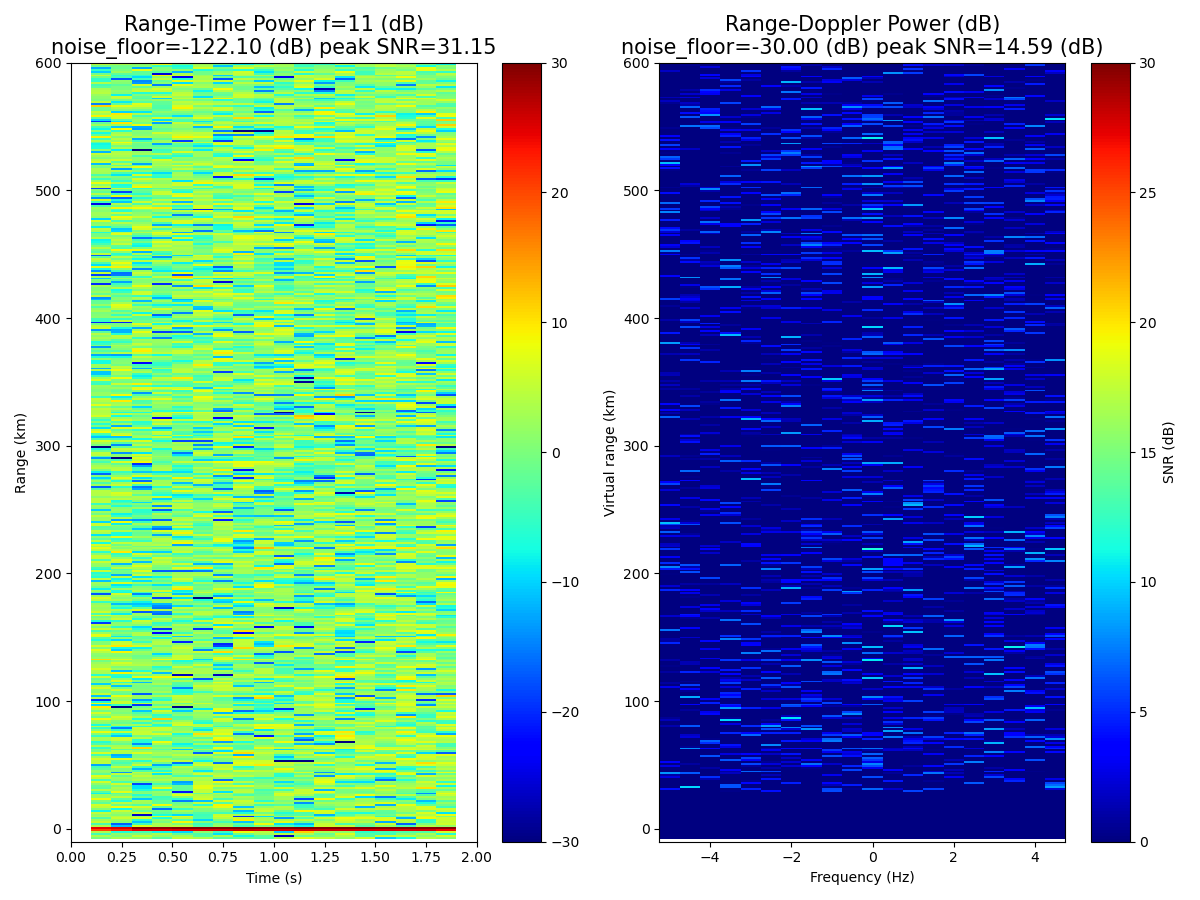 Range-Time Power f=11 (dB)
noise_floor=-122.10 (dB) peak SNR=31.15
Range-Doppler Power (dB)
noise_floor=-30.00 (dB) peak SNR=14.59 (dB)
600
500
400
300
200
100
0
Range (km)
0.00 0.25 0.50 0.75 1.00 1.25 1.50 1.75 2.00
Time (s)
30
20
10
0
−10
−20
−30
600
500
400
300
200
100
0
Virtual range (km)
−4 −2 0 2 4
Frequency (Hz)
30
25
20
15
10
5
0
SNR (dB)